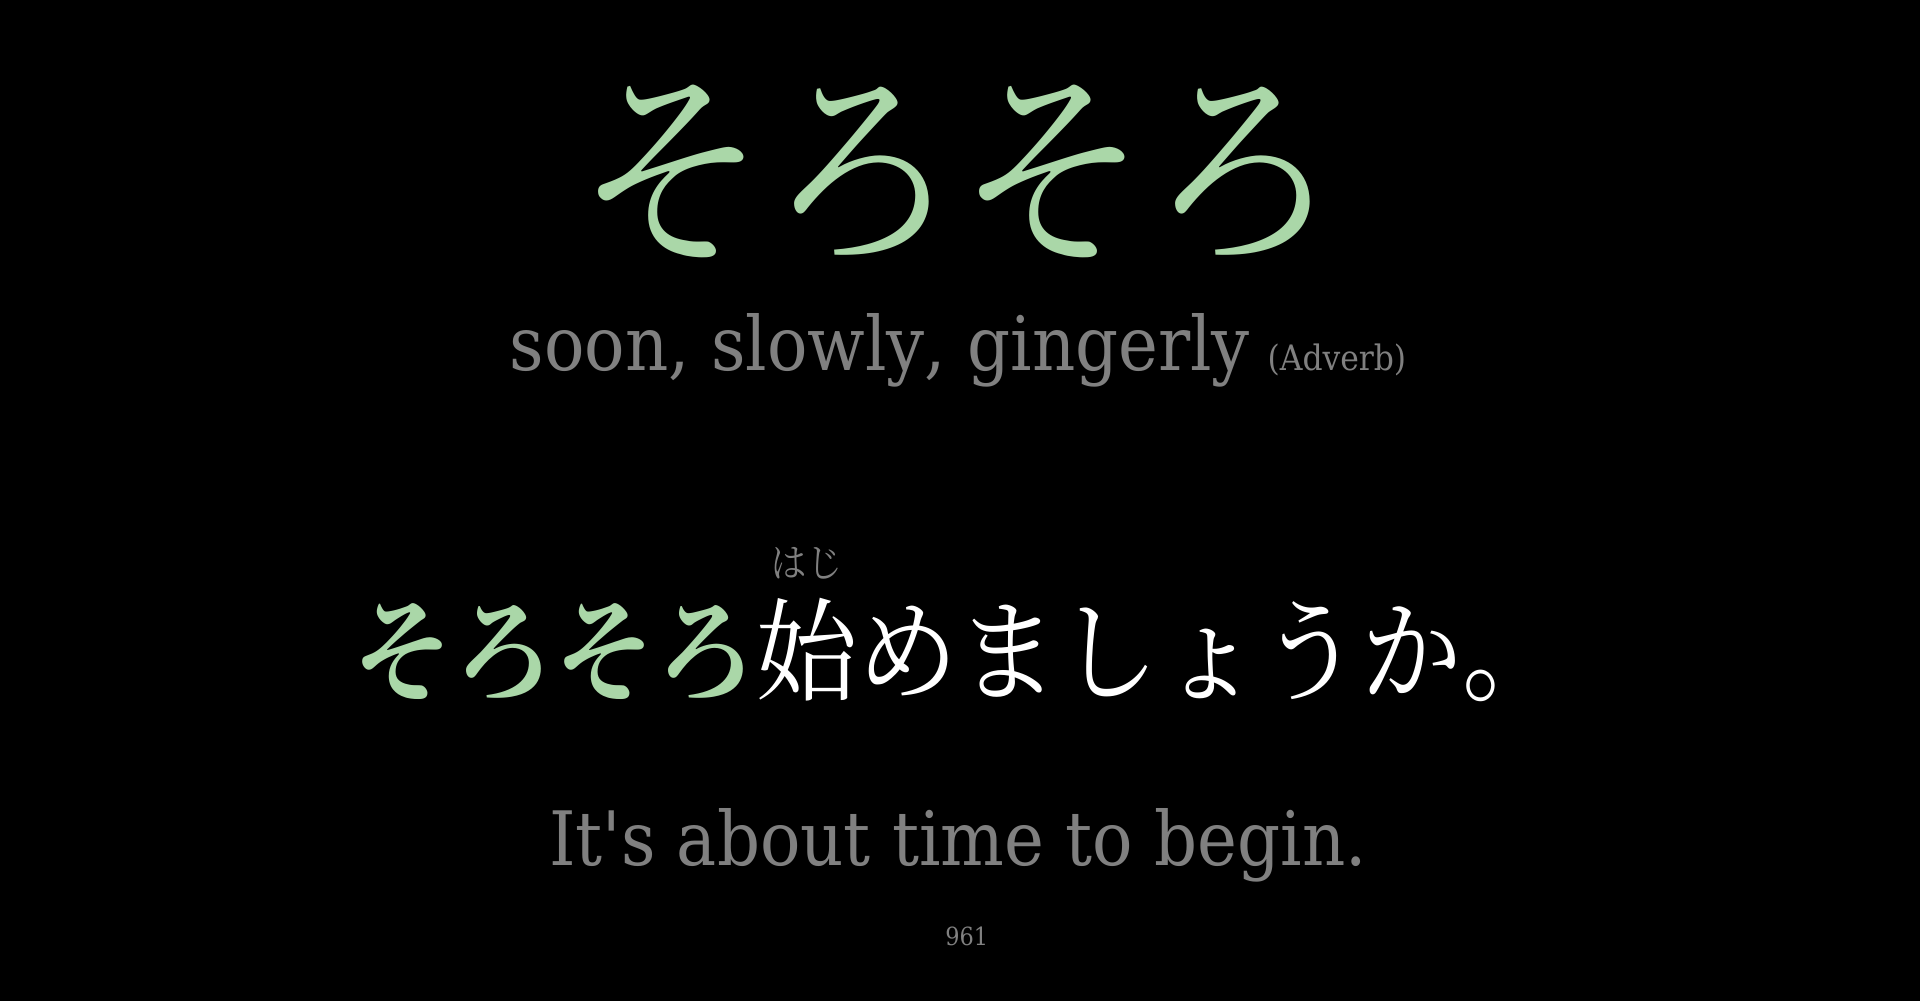 そろそろ
soon, slowly, gingerly (Adverb)
はじ
そろそろ始めましょうか。
It's about time to begin.
961